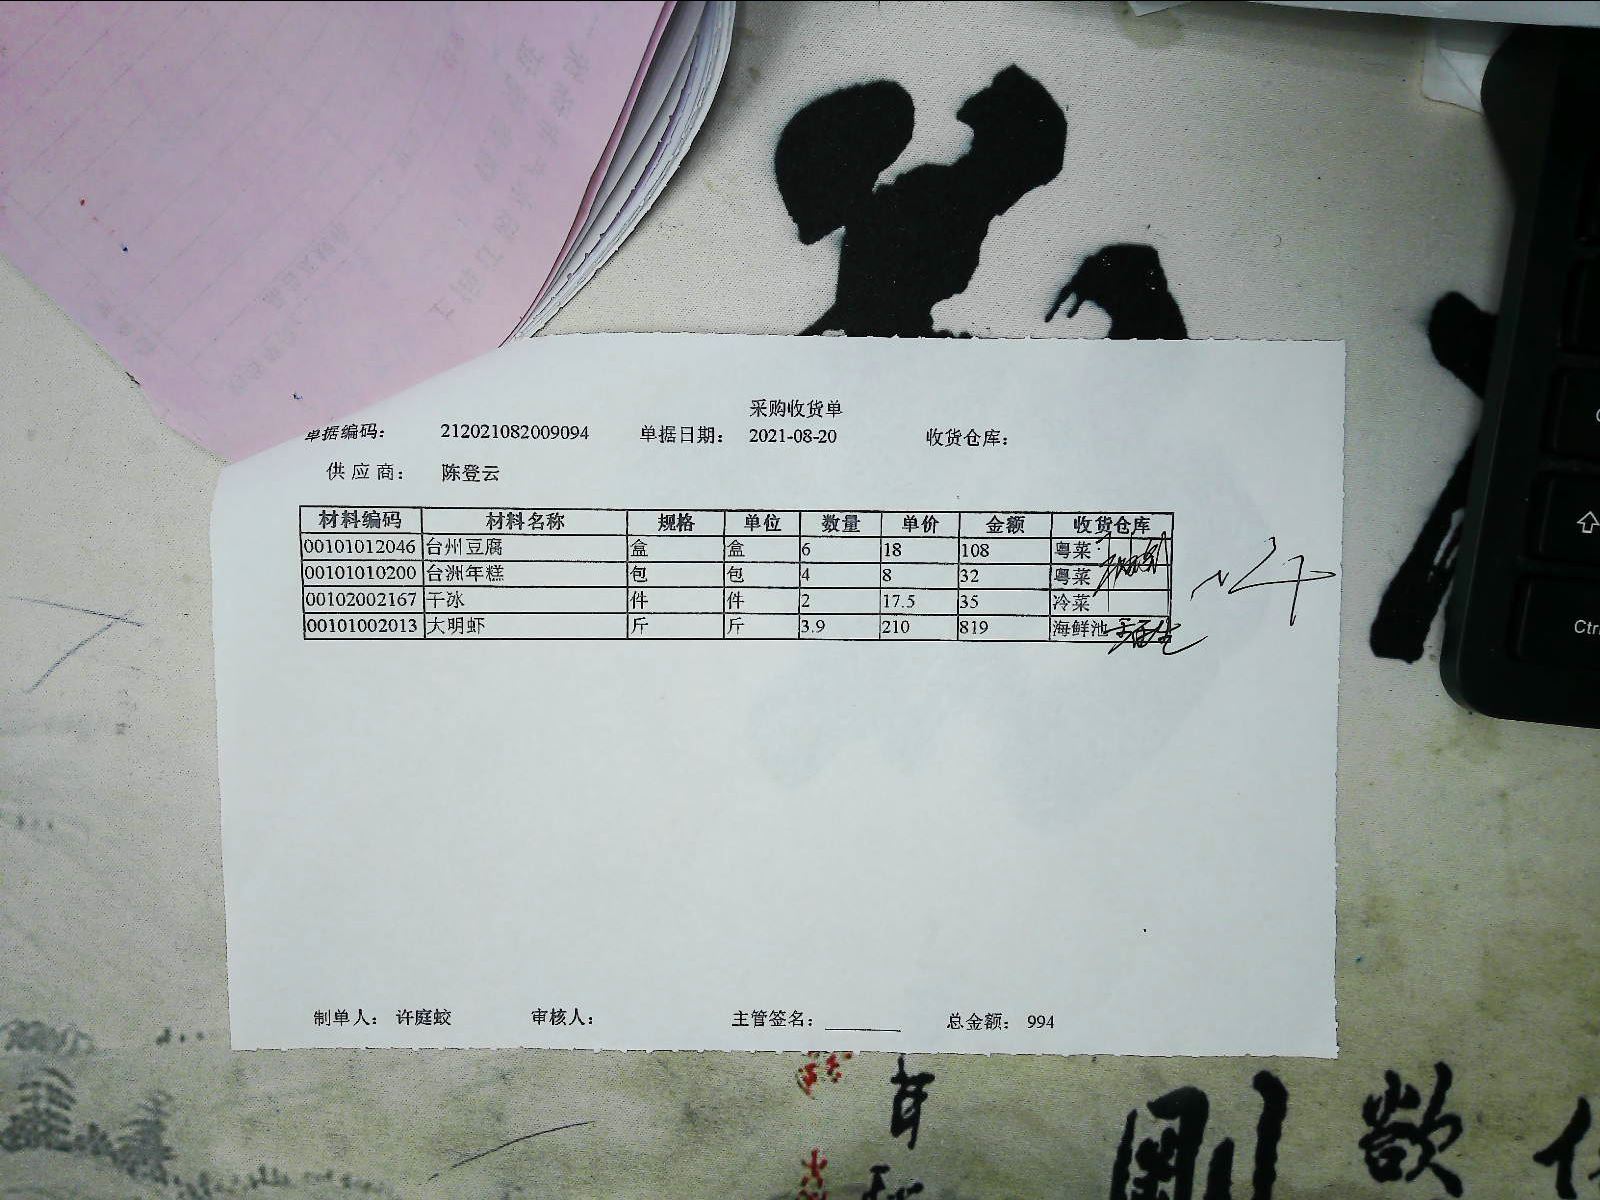 采购收货单
单据编码： 212021082009094 单据日期： 2021-08-20 收货仓库：
供应商： 陈登云
材料编码 材料名称 规格 单位 数量 单价 金额 收货仓库
00101012046 台州豆腐 盒 盒 6 18 108 粤菜
00101010200 台洲年糕 包 包 4 8 32 粤菜
00102002167 干冰 件 件 2 17.5 35 冷菜
00101002013 大明虾 斤 斤 3.9 210 819 海鲜池
制单人： 许庭蛟 审核人： 主管签名： 总金额： 994
Ctrl
剛 欲